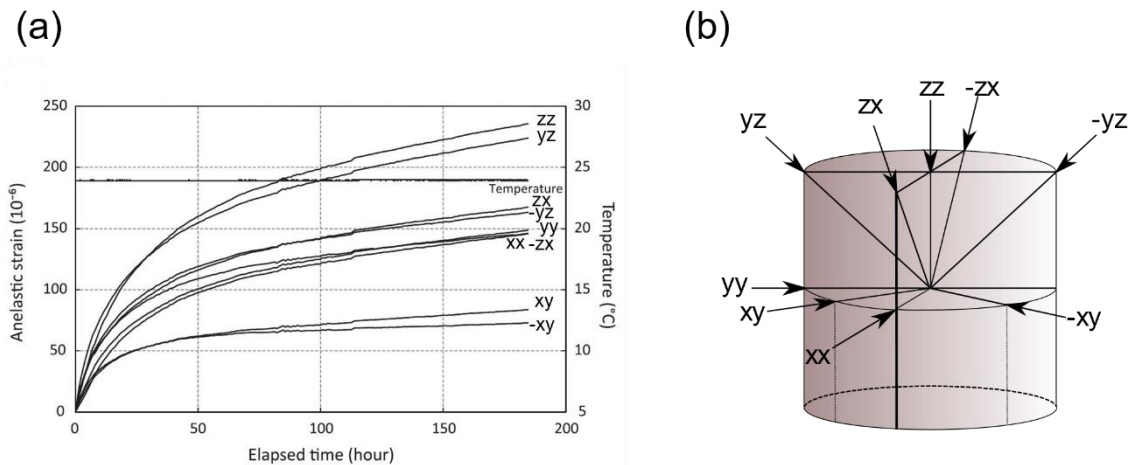 (a)
(b)
250
200
150
100
50
0
30
25
20
15
10
5
0
50
100
150
200
Anelastic strain (10⁻⁶)
Elapsed time (hour)
Temperature (°C)
zz
yz
Temperature
zx
-yz
yy
xx -zx
xy
-xy
zz
-zx
zx
yz
-yz
yy
xy
-xy
xx